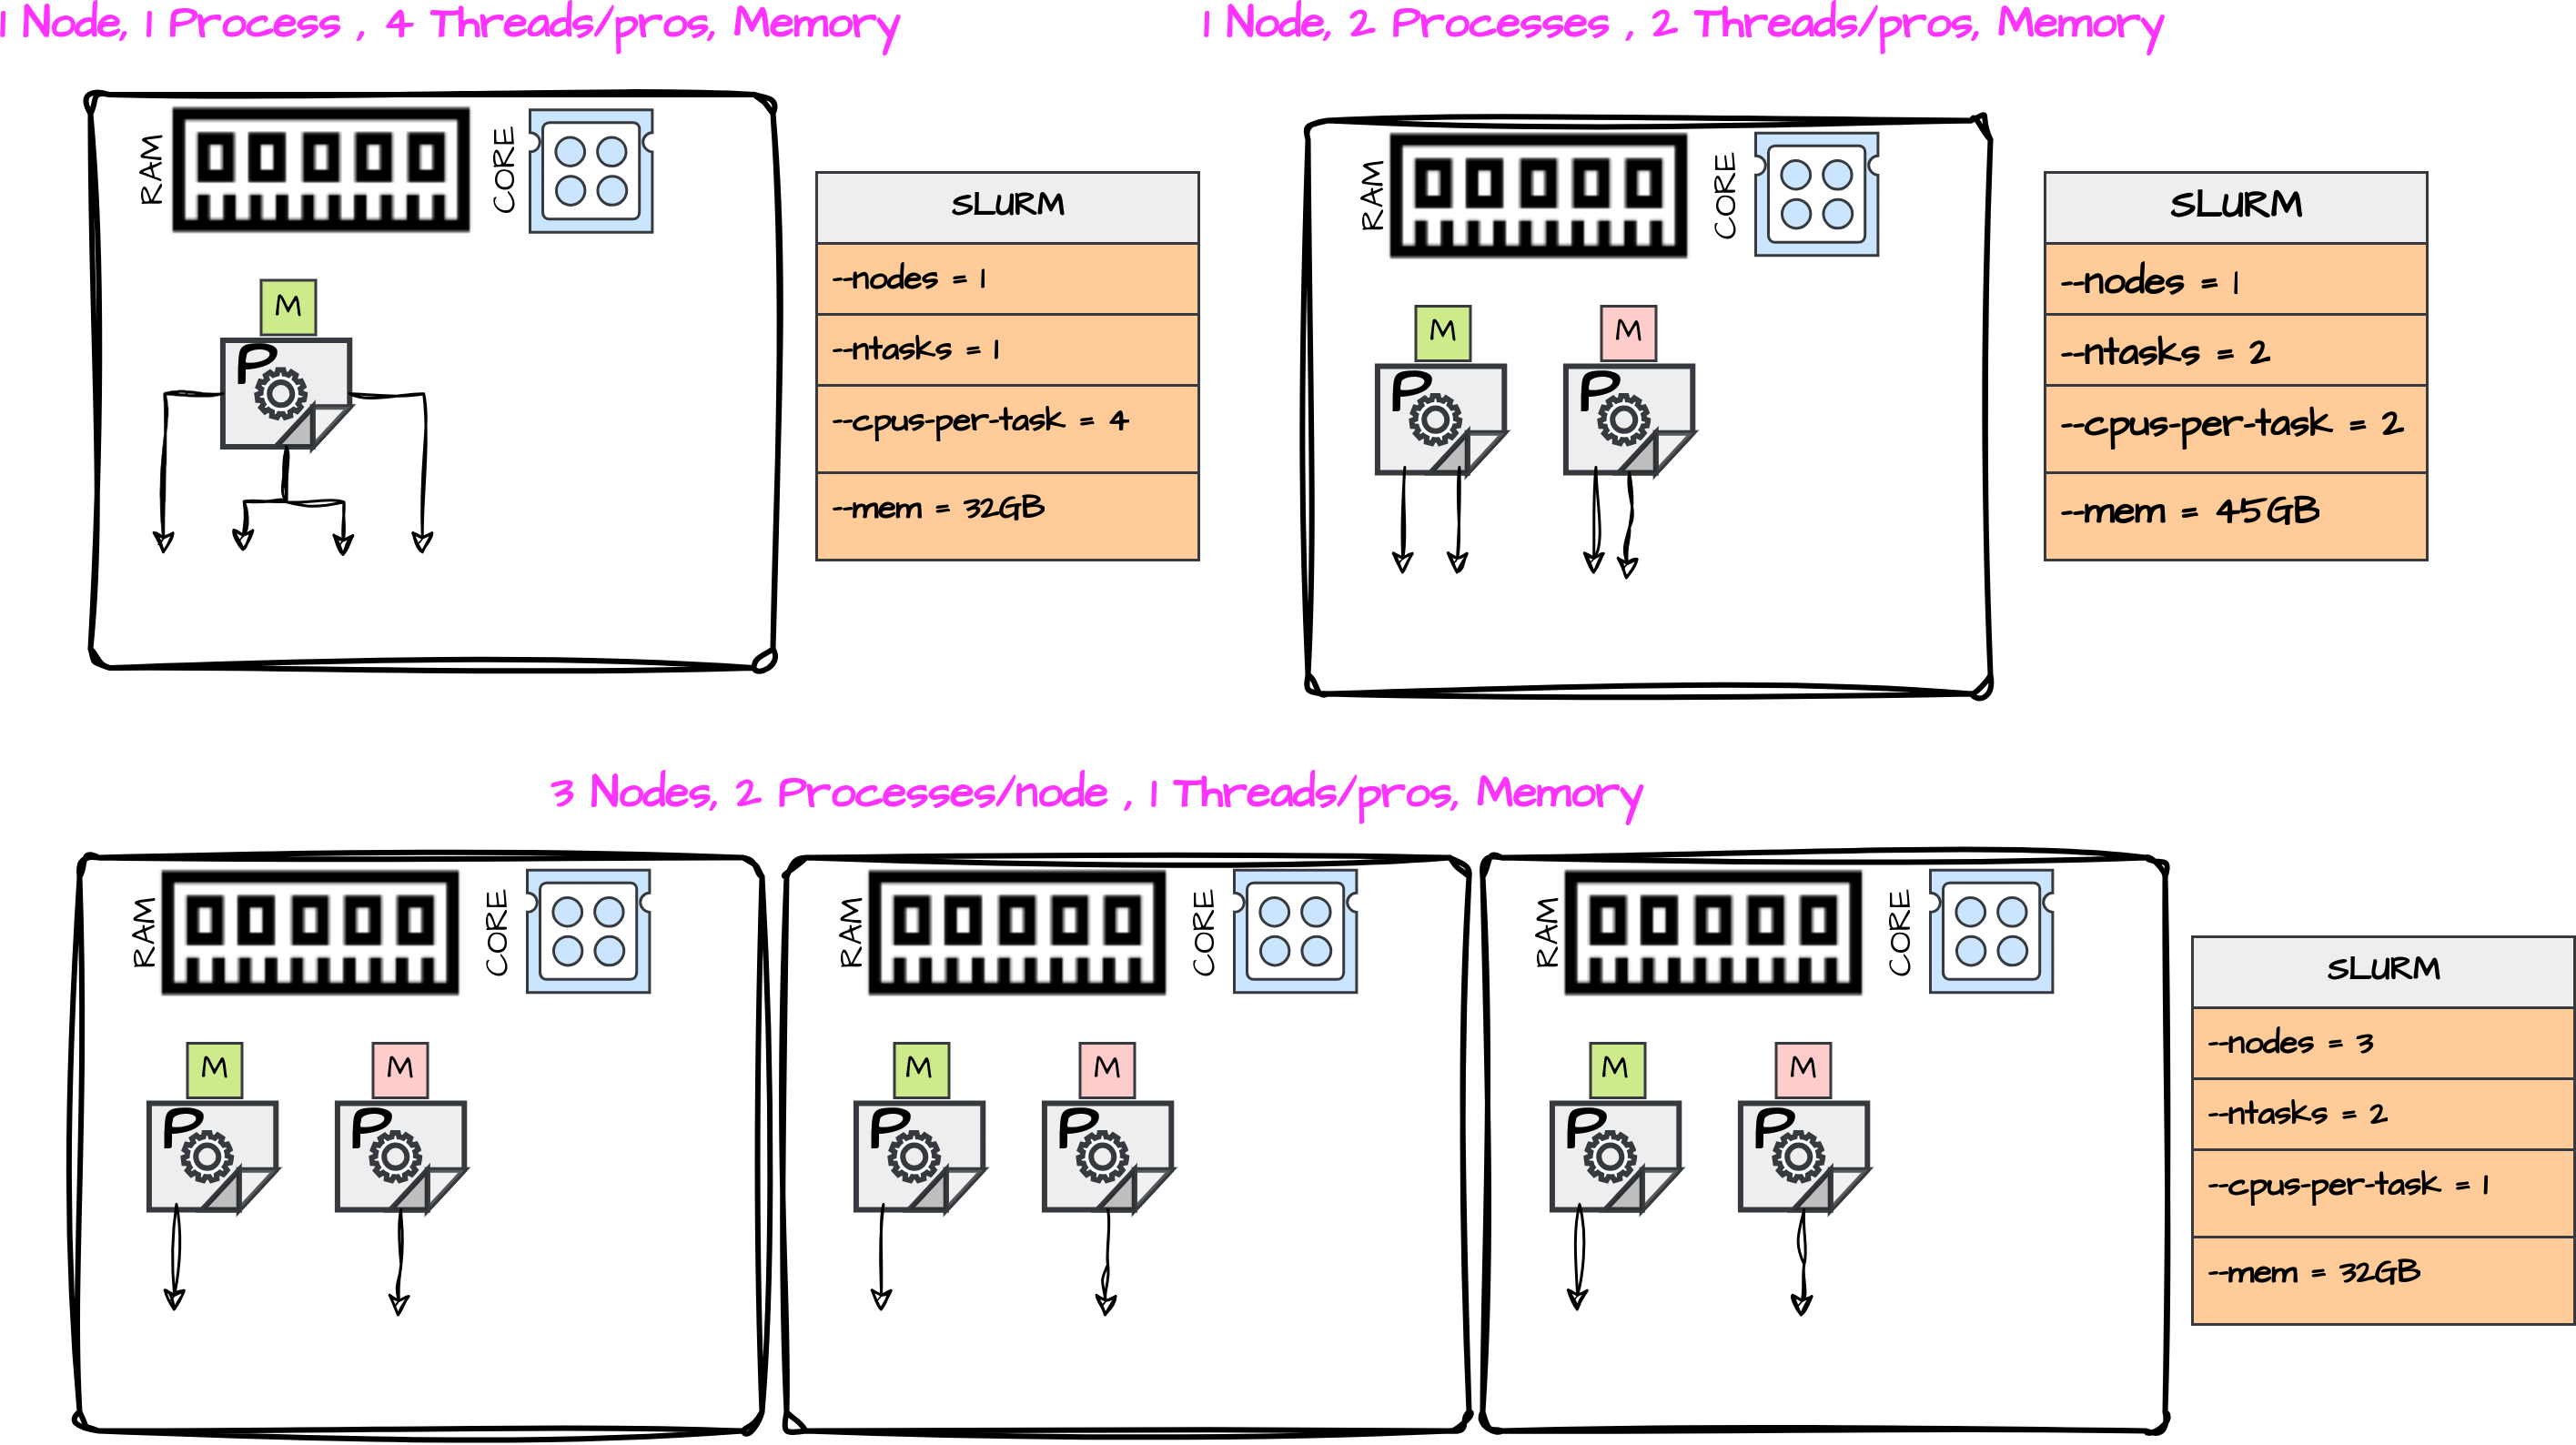 1 Node, 1 Process , 4 Threads/pros, Memory
RAM
CORE
M
P
SLURM
--nodes = 1
--ntasks = 1
--cpus-per-task = 4
--mem = 32GB
1 Node, 2 Processes , 2 Threads/pros, Memory
RAM
CORE
M
M
P
P
SLURM
--nodes = 1
--ntasks = 2
--cpus-per-task = 2
--mem = 45GB
3 Nodes, 2 Processes/node , 1 Threads/pros, Memory
RAM
CORE
M
M
P
P
RAM
CORE
M
M
P
P
RAM
CORE
M
M
P
P
SLURM
--nodes = 3
--ntasks = 2
--cpus-per-task = 1
--mem = 32GB